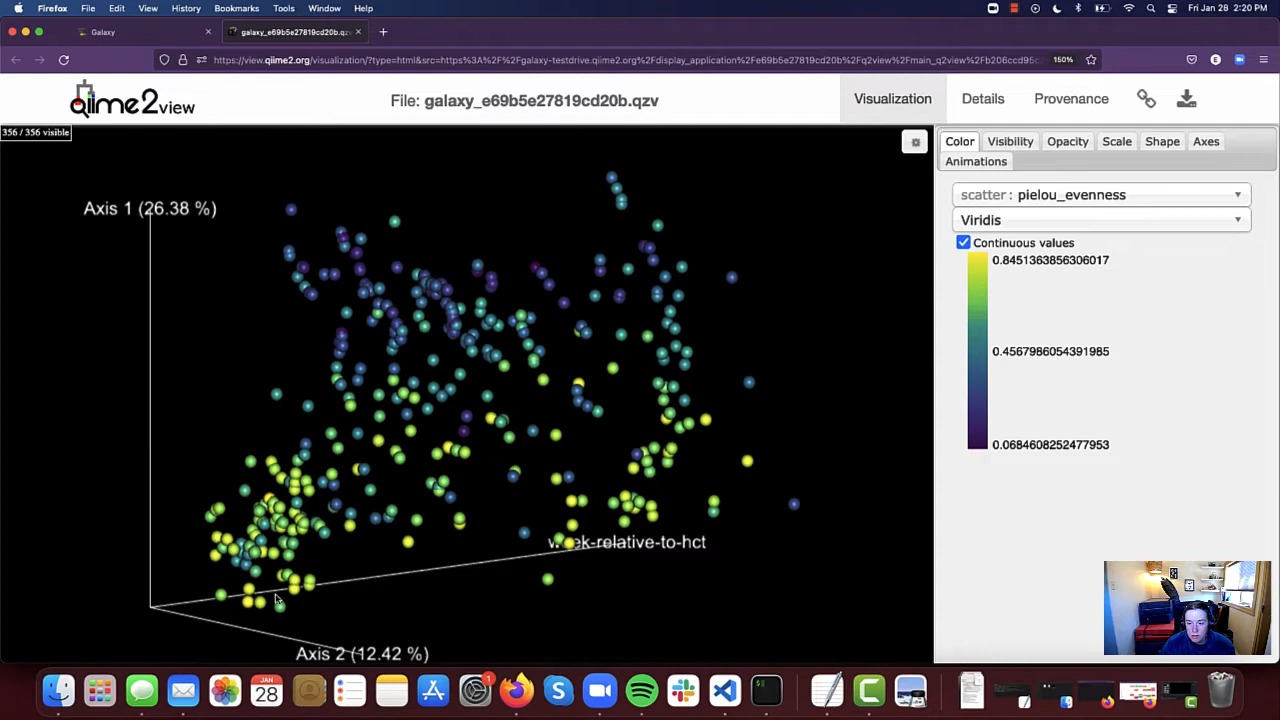 Firefox File Edit View History Bookmarks Tools Window Help Fri Jan 28 2:20 PM
Galaxy × galaxy_e69b5e27819cd20b.qzv × +
https://view.qiime2.org/visualization/?type=html&src=https%3A%2F%2Fgalaxy-testdrive.qiime2.org%2Fdisplay_application%2Fe69b5e27819cd20b%2Fq2view%2Fmain_q2view%2Fb206ccd95c 150%
qiime2view File: galaxy_e69b5e27819cd20b.qzv Visualization Details Provenance
356 / 356 visible
Color Visibility Opacity Scale Shape Axes
Animations
scatter: pielou_evenness
Viridis
Continuous values
0.8451363856306017
0.4567986054391985
0.0684608252477953
Axis 1 (26.38 %)
week-relative-to-hct
Axis 2 (12.42 %)
JAN
28
1